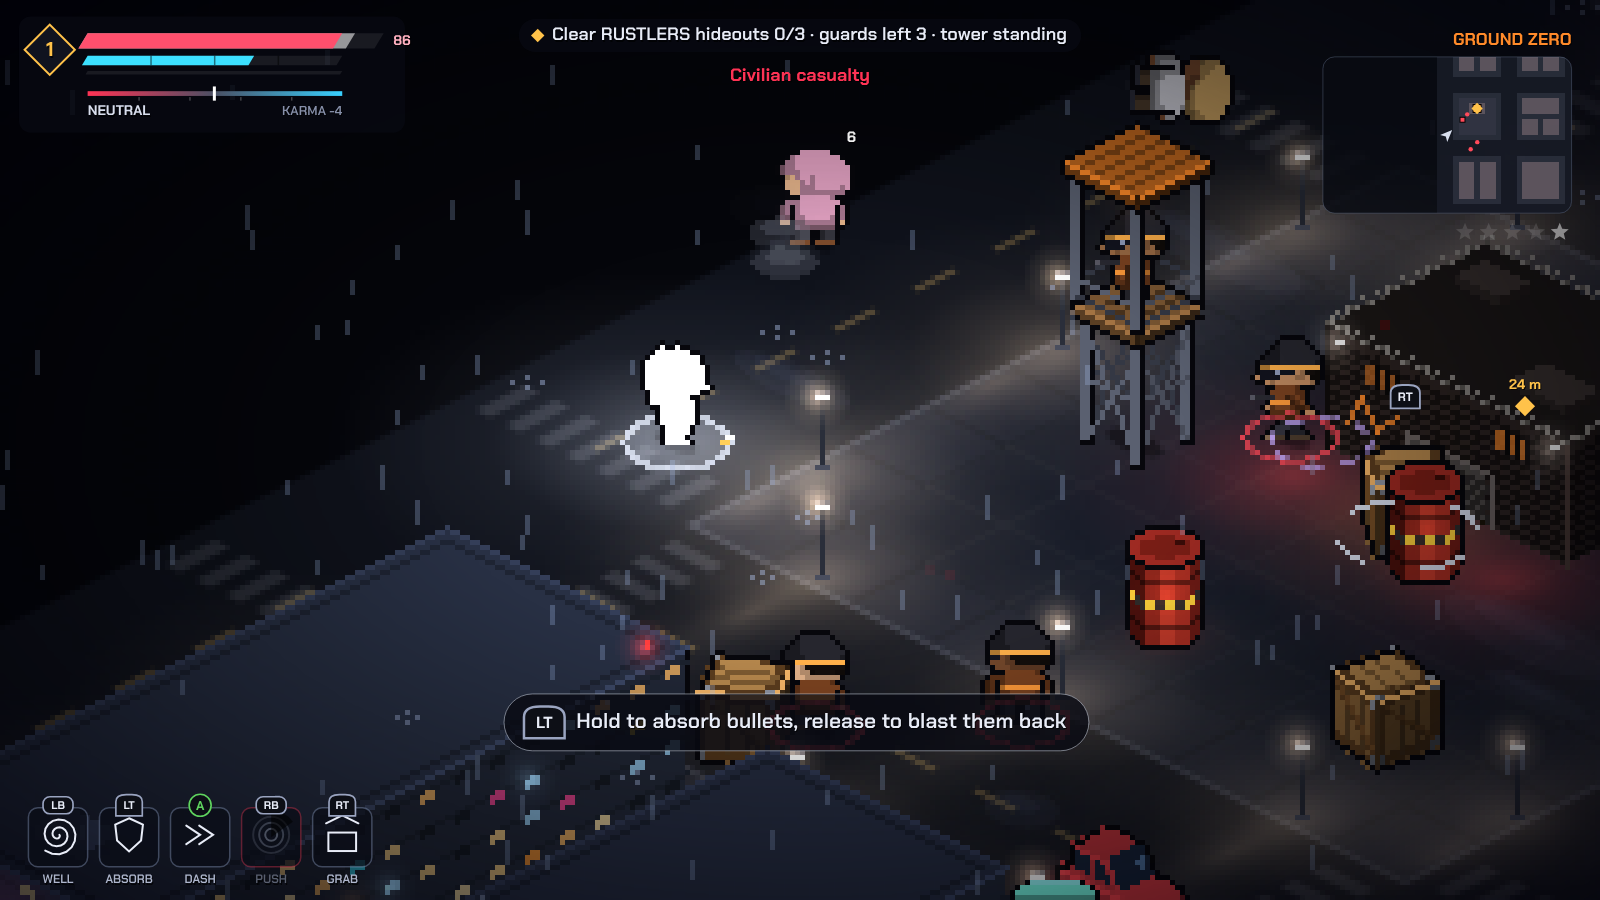 1
86
NEUTRAL
KARMA -4
Clear RUSTLERS hideouts 0/3 · guards left 3 · tower standing
Civilian casualty
GROUND ZERO
6
RT
24 m
LT Hold to absorb bullets, release to blast them back
LB LT A RB RT
WELL ABSORB DASH PUSH GRAB